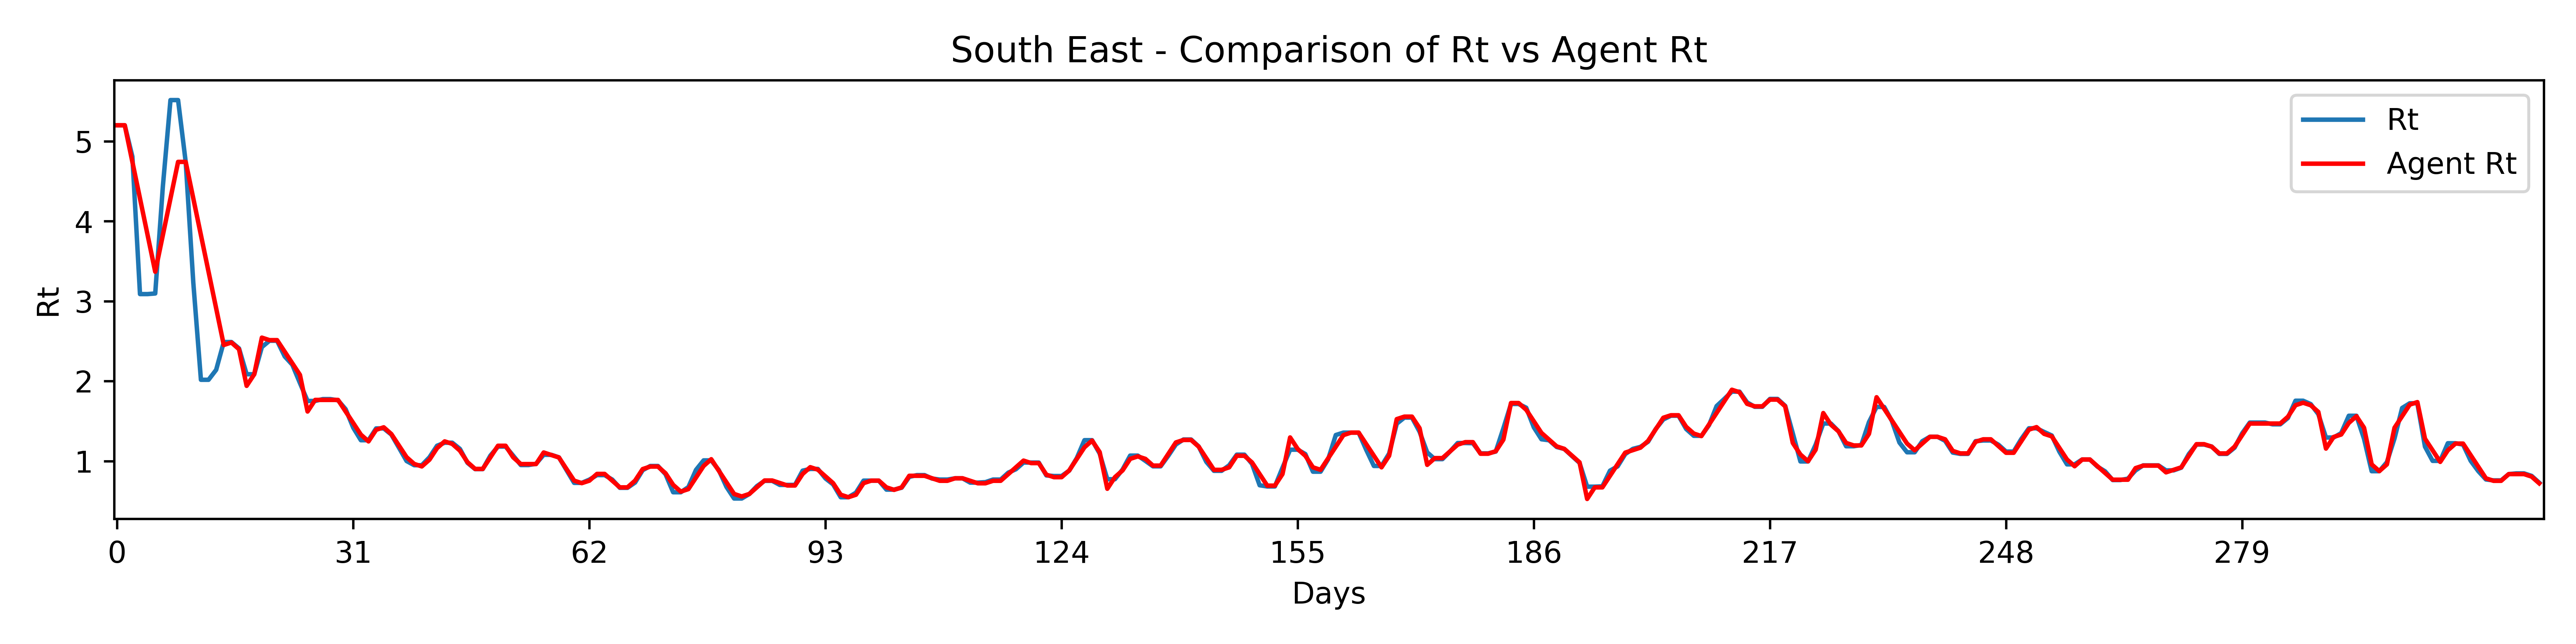 South East - Comparison of Rt vs Agent Rt
Rt
Agent Rt
5
4
3
2
1
Rt
0 31 62 93 124 155 186 217 248 279
Days